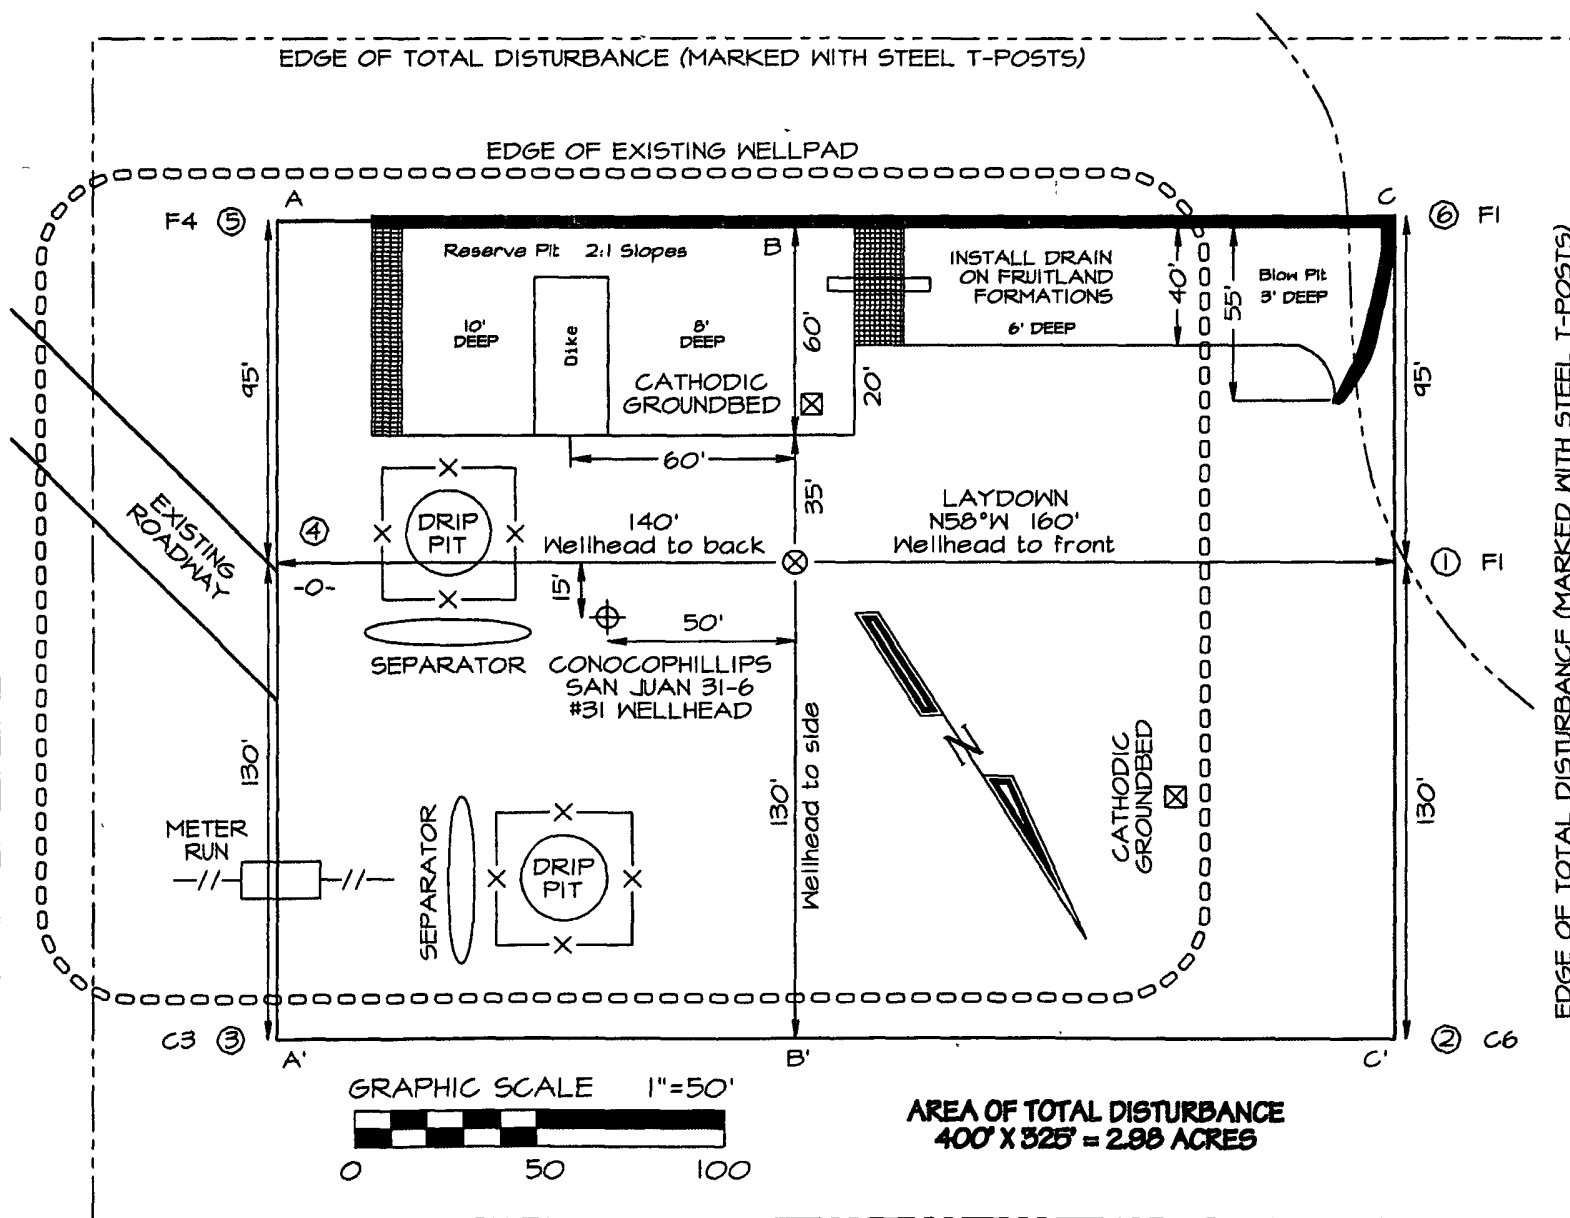 EDGE OF TOTAL DISTURBANCE (MARKED WITH STEEL T-POSTS)
EDGE OF EXISTING WELLPAD
A
C
F4 5
6 F1
Reserve Pit 2:1 Slopes
B
INSTALL DRAIN
ON FRUITLAND
FORMATIONS
6' DEEP
40'
55'
Blow Pit
3' DEEP
10'
DEEP
Dike
8'
DEEP
60'
20'
CATHODIC
GROUNDBED
95'
95'
60'
35'
EXISTING
ROADWAY
4
-0-
DRIP
PIT
140'
Wellhead to back
LAYDOWN
N58°W 160'
Wellhead to front
1 F1
15'
50'
SEPARATOR
CONOCOPHILLIPS
SAN JUAN 31-6
#31 WELLHEAD
130'
130'
Wellhead to side
N
CATHODIC
GROUNDBED
130'
METER
RUN
SEPARATOR
DRIP
PIT
C3 3
2 C6
A'
B'
C'
EDGE OF TOTAL DISTURBANCE (MARKED WITH STEEL T-POSTS)
GRAPHIC SCALE 1"=50'
0 50 100
AREA OF TOTAL DISTURBANCE
400' X 325' = 2.98 ACRES